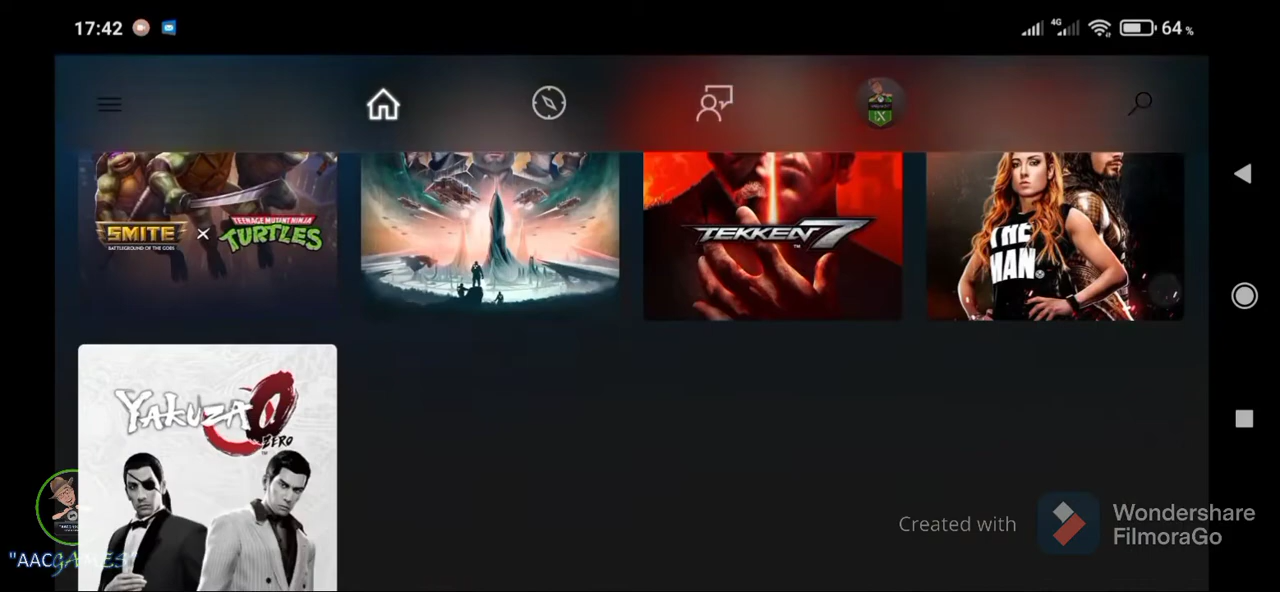 17:42
4G
64 %
SMITE
BATTLEGROUND OF THE GODS
×
TEENAGE MUTANT NINJA
TURTLES
TEKKEN 7
THE
MAN
YAKUZA 0
ZERO
Created with
Wondershare
FilmoraGo
"AACGAMES"